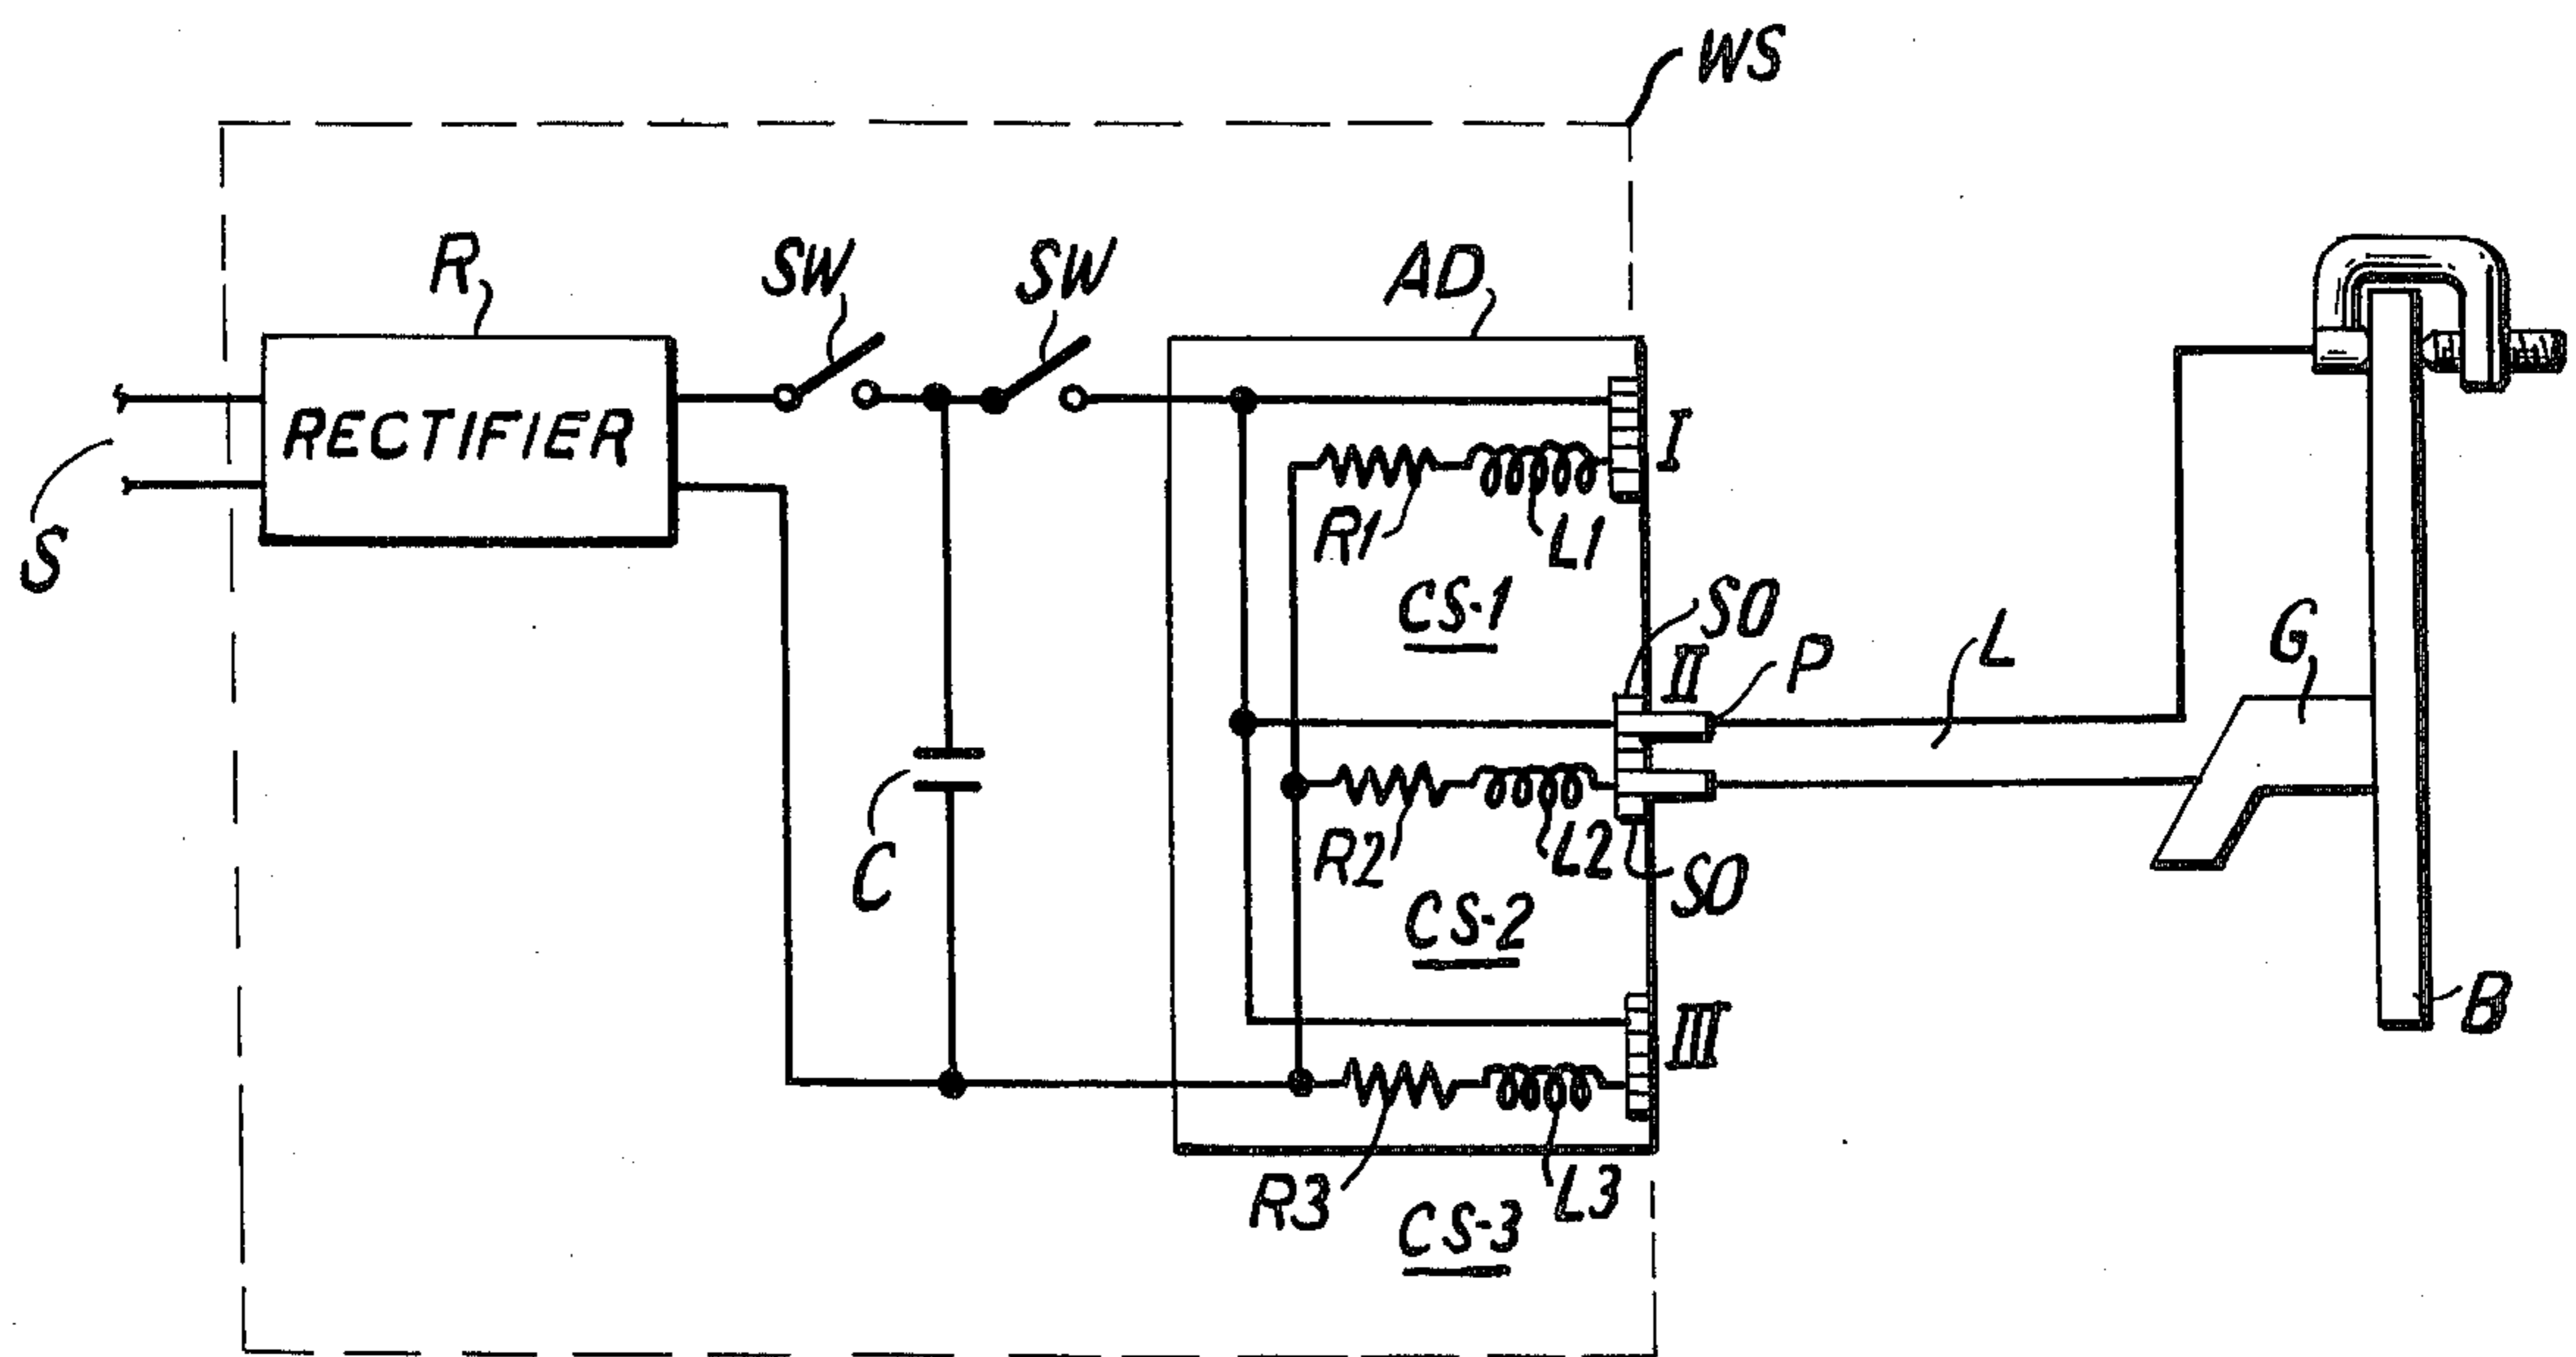 WS
R
SW
SW
AD
RECTIFIER
S
I
R1
L1
CS-1
SO
II
P
L
G
C
R2
L2
SO
CS-2
III
B
R3
L3
CS-3